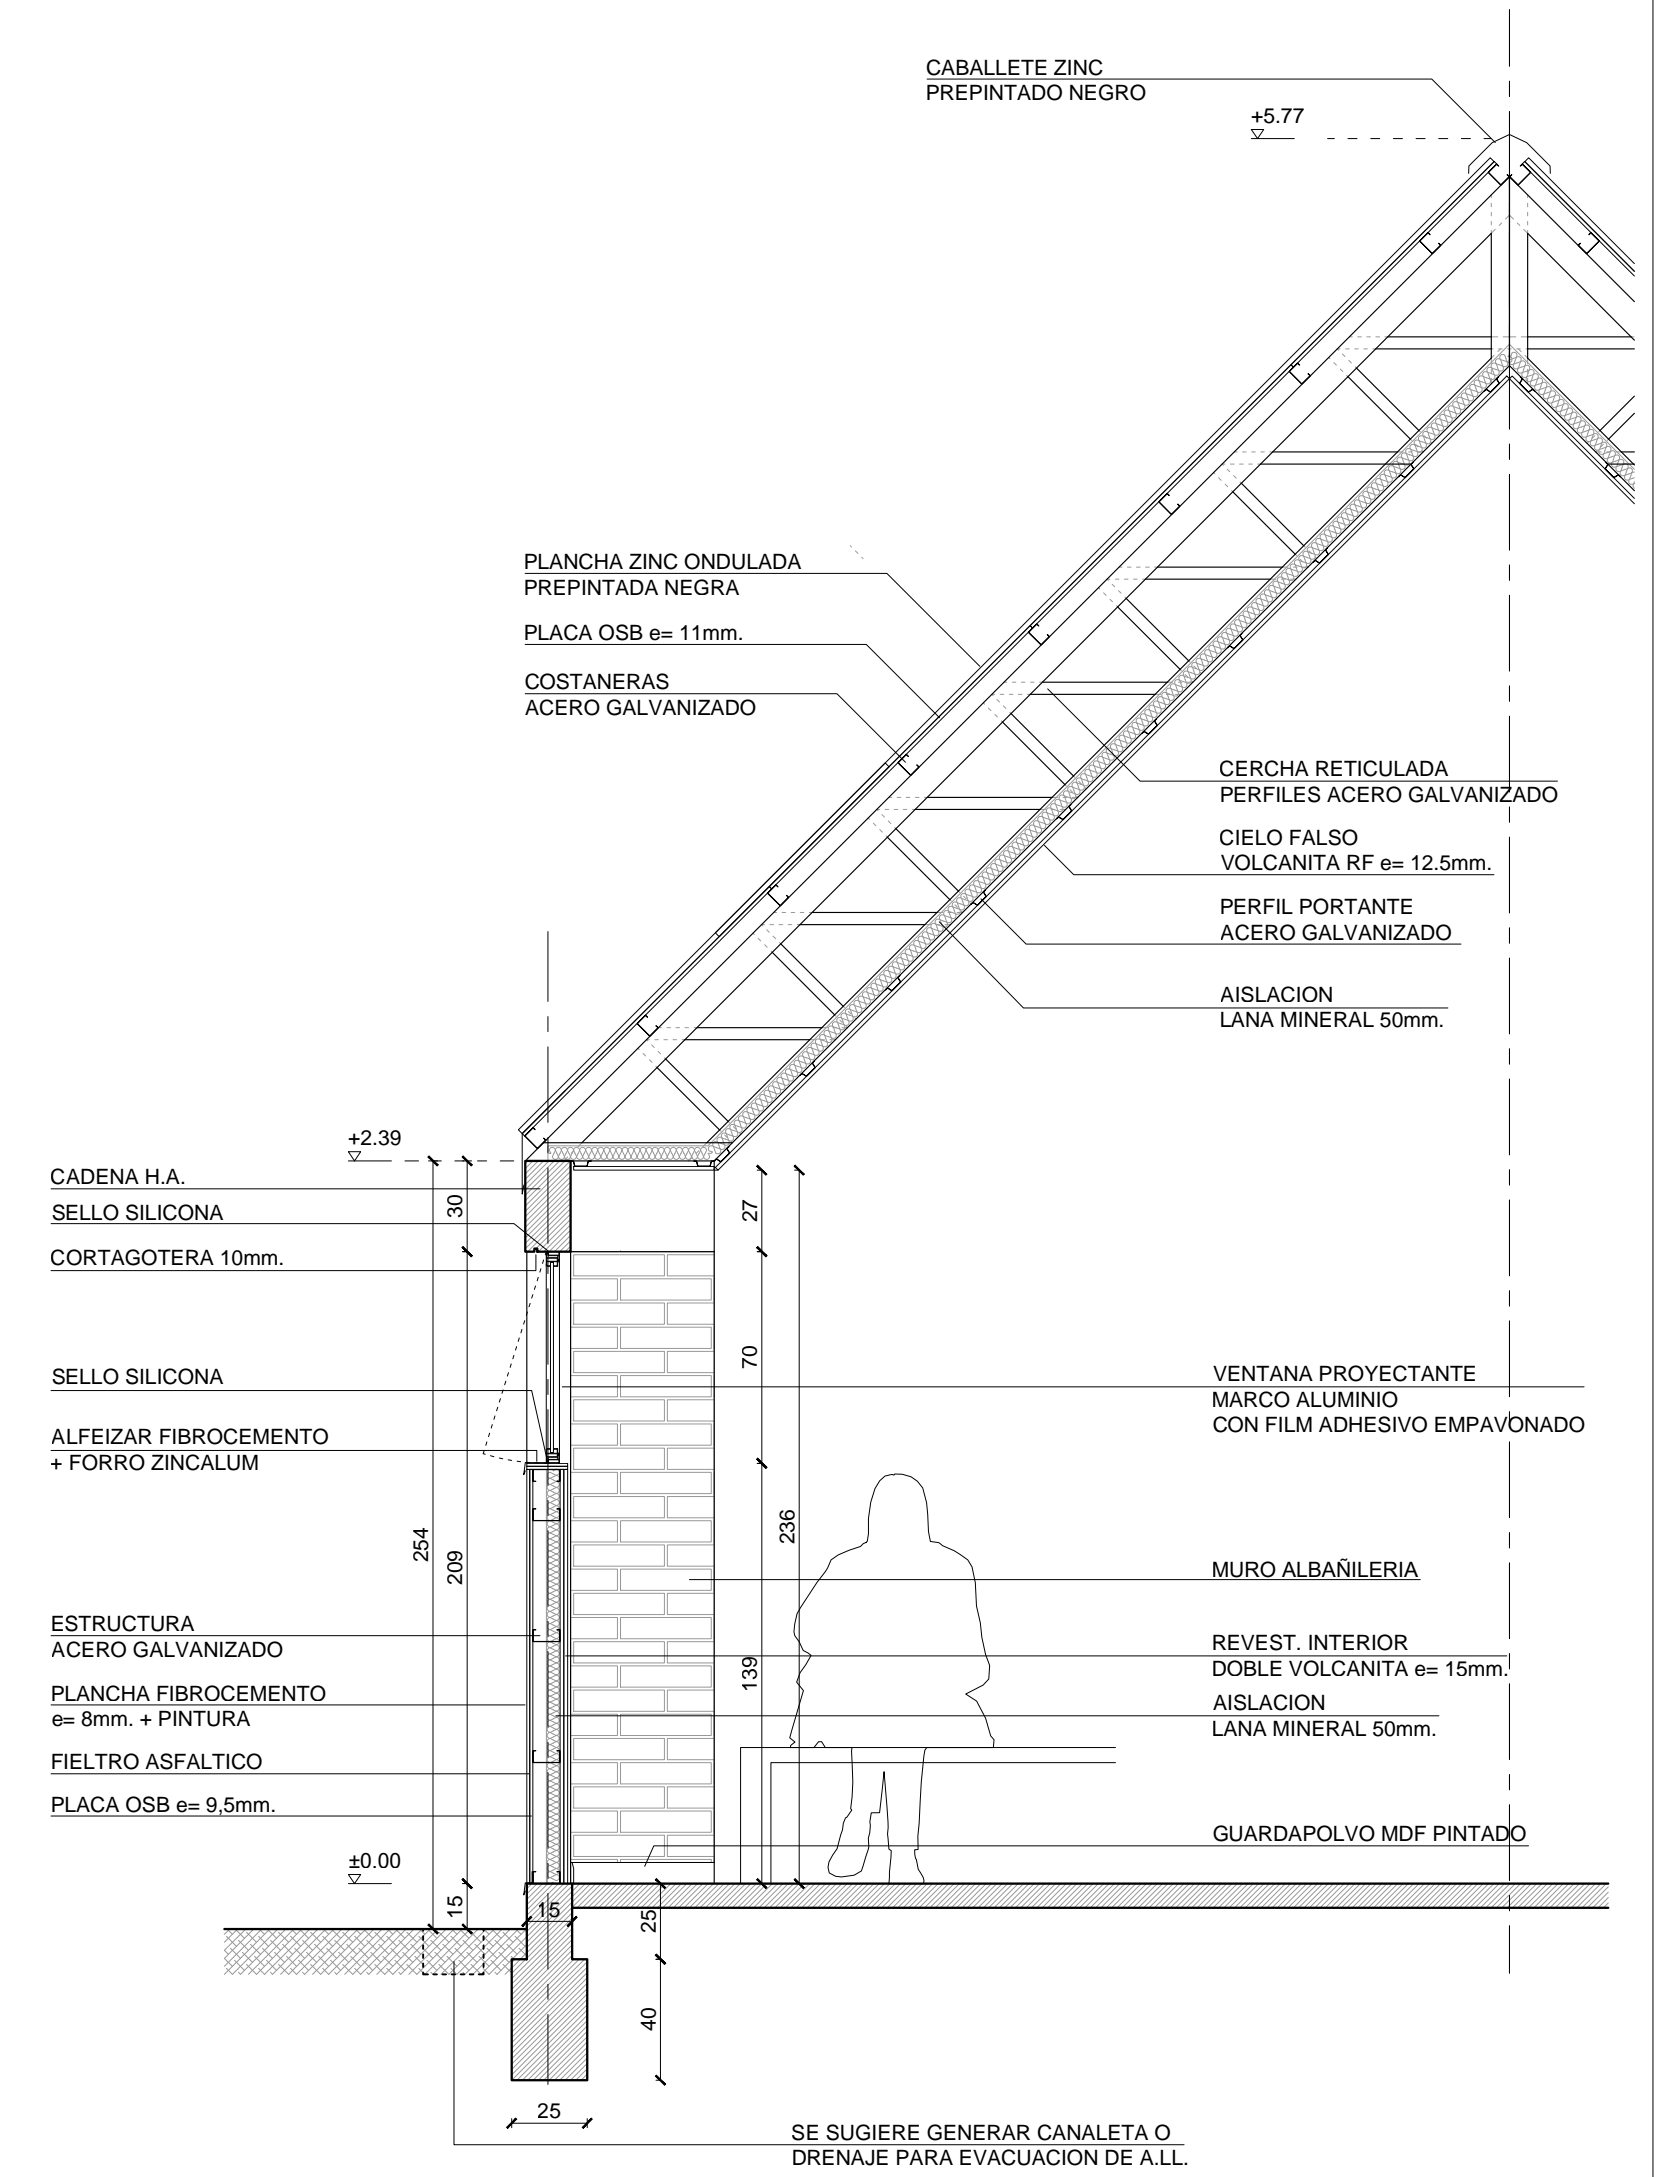 CABALLETE ZINC
PREPINTADO NEGRO
+5.77
PLANCHA ZINC ONDULADA
PREPINTADA NEGRA
PLACA OSB e= 11mm.
COSTANERAS
ACERO GALVANIZADO
CERCHA RETICULADA
PERFILES ACERO GALVANIZADO
CIELO FALSO
VOLCANITA RF e= 12.5mm.
PERFIL PORTANTE
ACERO GALVANIZADO
AISLACION
LANA MINERAL 50mm.
+2.39
CADENA H.A.
SELLO SILICONA
CORTAGOTERA 10mm.
SELLO SILICONA
ALFEIZAR FIBROCEMENTO
+ FORRO ZINCALUM
ESTRUCTURA
ACERO GALVANIZADO
PLANCHA FIBROCEMENTO
e= 8mm. + PINTURA
FIELTRO ASFALTICO
PLACA OSB e= 9,5mm.
±0.00
254
30
209
15
15
27
70
139
236
25
40
25
VENTANA PROYECTANTE
MARCO ALUMINIO
CON FILM ADHESIVO EMPAVONADO
MURO ALBAÑILERIA
REVEST. INTERIOR
DOBLE VOLCANITA e= 15mm.
AISLACION
LANA MINERAL 50mm.
GUARDAPOLVO MDF PINTADO
SE SUGIERE GENERAR CANALETA O
DRENAJE PARA EVACUACION DE A.LL.